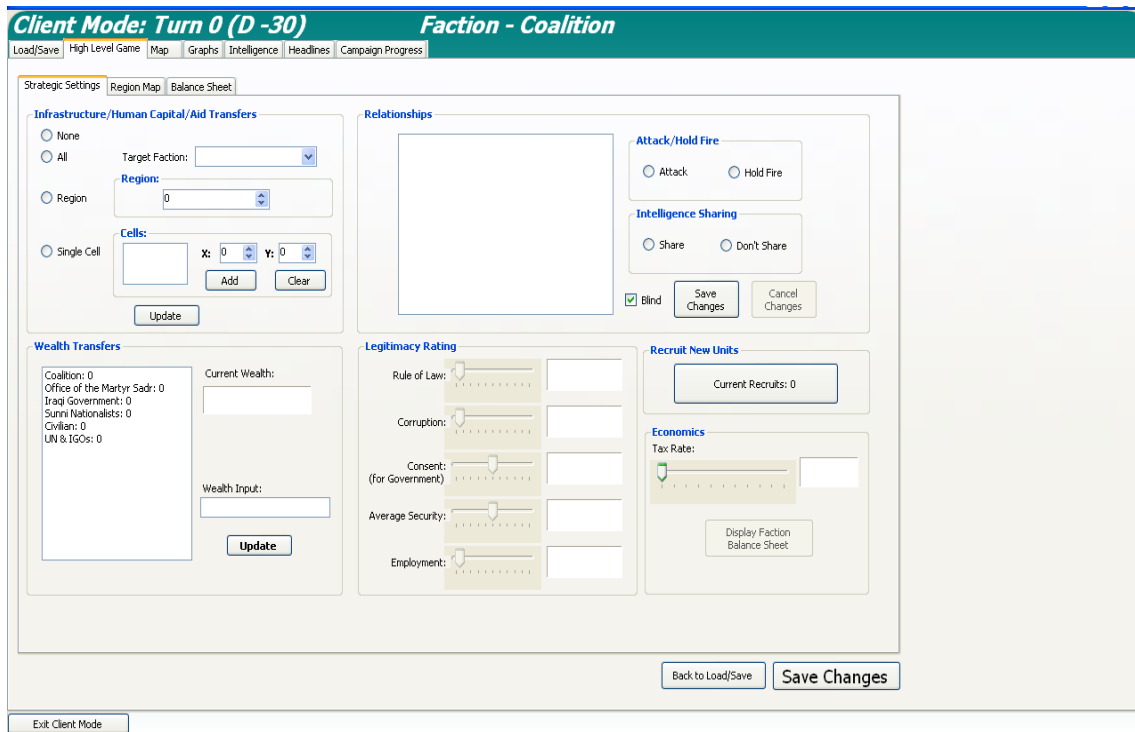 Client Mode: Turn 0 (D -30) Faction - Coalition
Load/Save High Level Game Map Graphs Intelligence Headlines Campaign Progress
Strategic Settings Region Map Balance Sheet
Infrastructure/Human Capital/Aid Transfers
None
All Target Faction:
Region:
Region 0
Cells:
Single Cell X: 0 Y: 0
Add Clear
Update
Relationships
Attack/Hold Fire
Attack Hold Fire
Intelligence Sharing
Share Don't Share
Blind Save Changes Cancel Changes
Wealth Transfers
Coalition: 0
Office of the Martyr Sadr: 0
Iraqi Government: 0
Sunni Nationalists: 0
Civilian: 0
UN & IGOs: 0
Current Wealth:
Wealth Input:
Update
Legitimacy Rating
Rule of Law:
Corruption:
Consent:
(for Government)
Average Security:
Employment:
Recruit New Units
Current Recruits: 0
Economics
Tax Rate:
Display Faction
Balance Sheet
Back to Load/Save Save Changes
Exit Client Mode